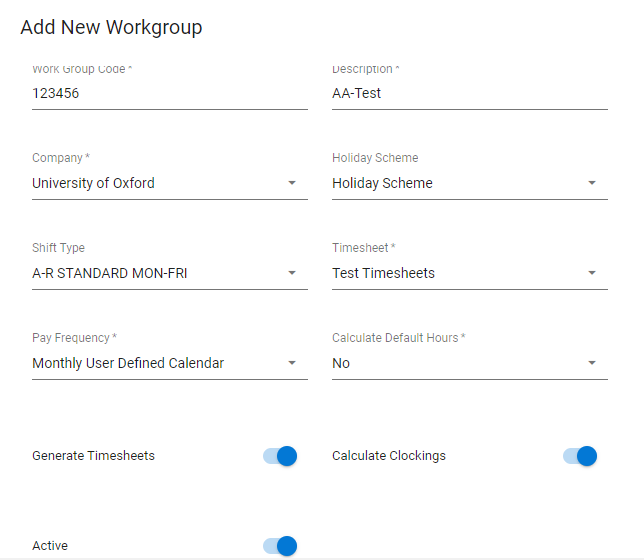 Add New Workgroup
Work Group Code *
Description *
123456
AA-Test
Company *
Holiday Scheme
University of Oxford
Holiday Scheme
Shift Type
Timesheet *
A-R STANDARD MON-FRI
Test Timesheets
Pay Frequency *
Calculate Default Hours *
Monthly User Defined Calendar
No
Generate Timesheets
Calculate Clockings
Active